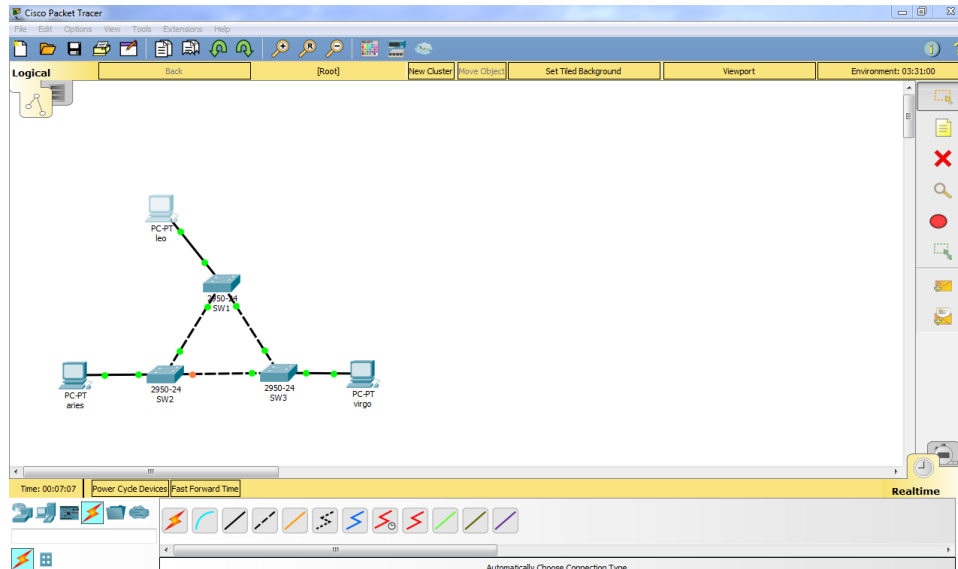 Cisco Packet Tracer
File Edit Options View Tools Extensions Help
Logical Back [Root] New Cluster Move Object Set Tiled Background Viewport Environment: 03:31:00
PC-PT
leo
2950-24
SW1
PC-PT
aries
2950-24
SW2
2950-24
SW3
PC-PT
virgo
Time: 00:07:07 Power Cycle Devices Fast Forward Time Realtime
Automatically Choose Connection Type